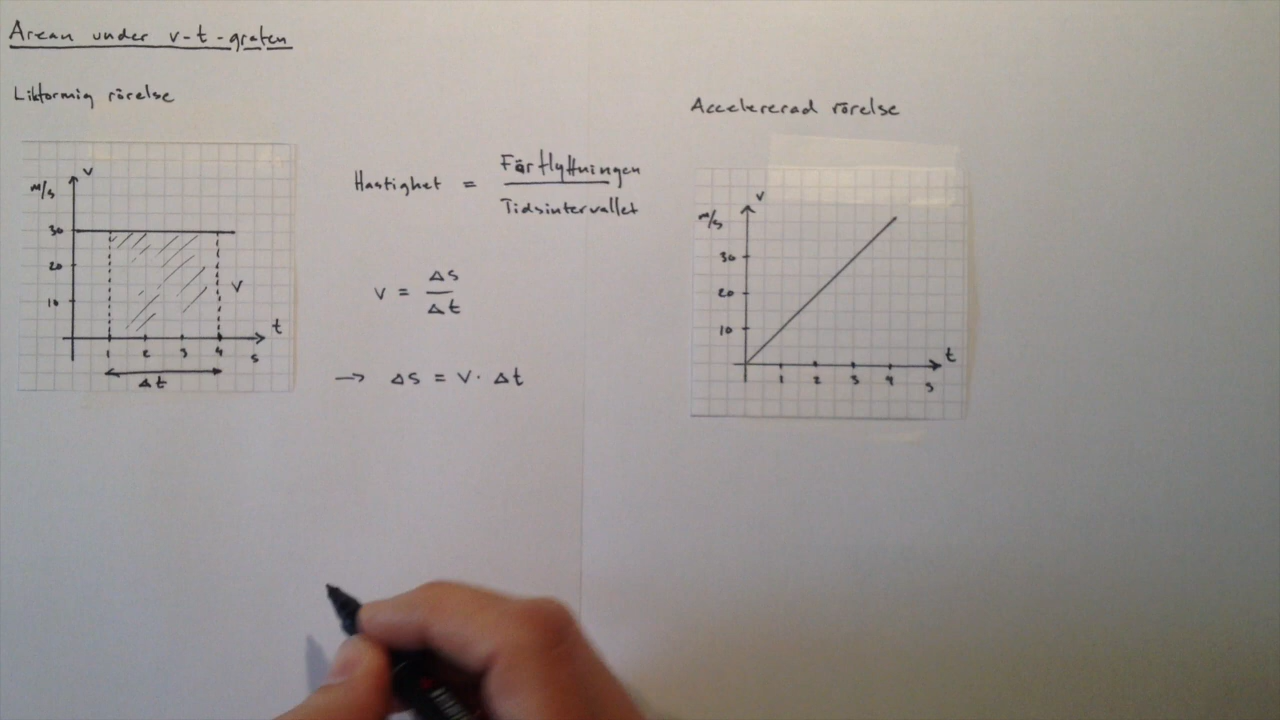 Arean under v-t-grafen
Likformig rörelse
m/s
v
30
20
10
v
t
1 2 3 4 s
Δt
Hastighet = Förflyttningen
Tidsintervallet
v = Δs
Δt
→ Δs = v · Δt
Accelererad rörelse
m/s
v
30
20
10
t
1 2 3 4 s